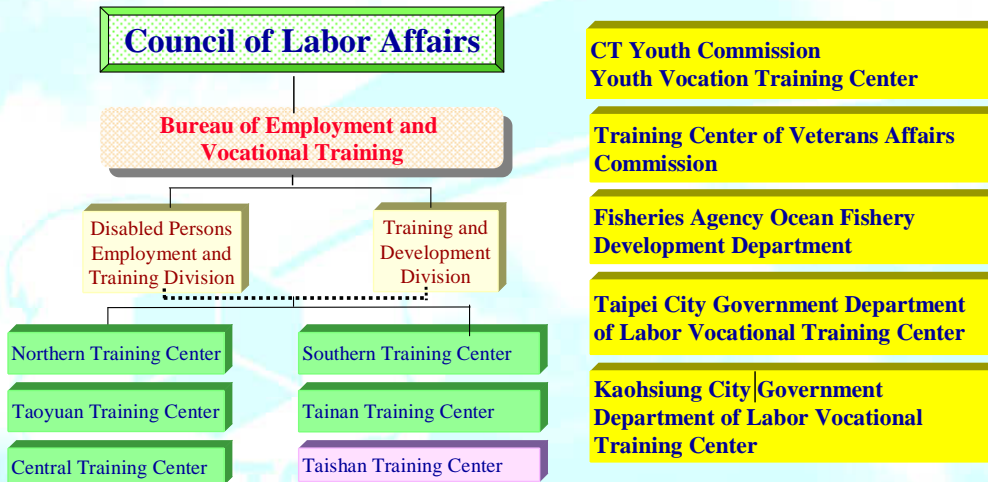 Council of Labor Affairs
Bureau of Employment and
Vocational Training
Disabled Persons
Employment and
Training Division
Training and
Development
Division
Northern Training Center
Southern Training Center
Taoyuan Training Center
Tainan Training Center
Central Training Center
Taishan Training Center
CT Youth Commission
Youth Vocation Training Center
Training Center of Veterans Affairs
Commission
Fisheries Agency Ocean Fishery
Development Department
Taipei City Government Department
of Labor Vocational Training Center
Kaohsiung City Government
Department of Labor Vocational
Training Center